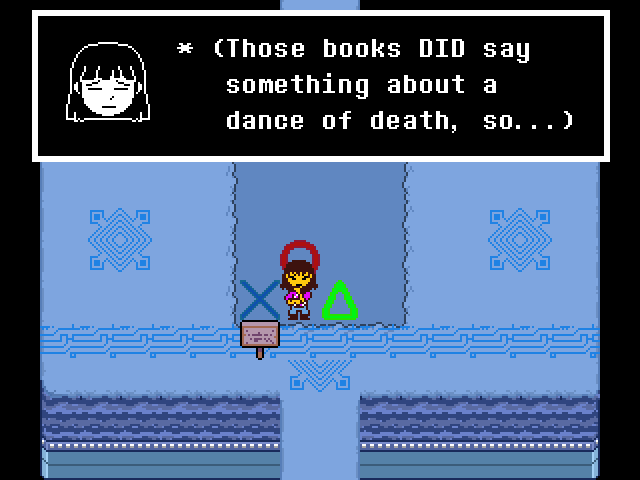 * (Those books DID say
something about a
dance of death, so...)